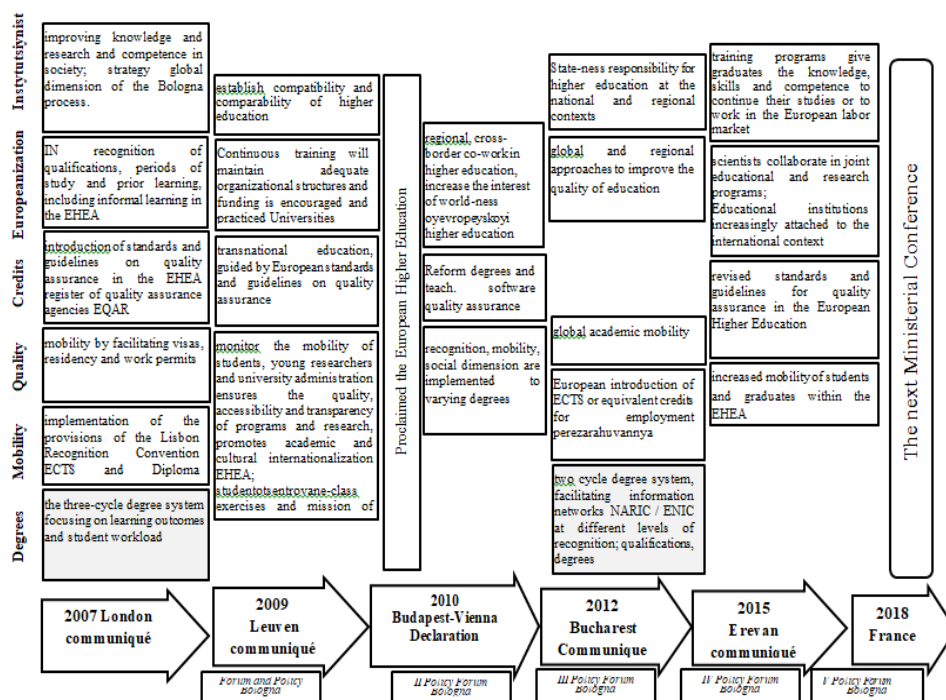 Instytutsiynist
Europeanization
Credits
Quality
Mobility
Degrees
improving knowledge and
research and competence in
society; strategy global
dimension of the Bologna
process.
IN recognition of
qualifications, periods of
study and prior learning,
including informal learning in
the EHEA
introduction of standards and
guidelines on quality
assurance in the EHEA
register of quality assurance
agencies EQAR
mobility by facilitating visas,
residency and work permits
implementation of the
provisions of the Lisbon
Recognition Convention
ECTS and Diploma
the three-cycle degree system
focusing on learning outcomes
and student workload
establish compatibility and
comparability of higher
education
Continuous training will
maintain adequate
organizational structures and
funding is encouraged and
practiced Universities
transnational education,
guided by European standards
and guidelines on quality
assurance
monitor the mobility of
students, young researchers
and university administration
ensures the quality,
accessibility and transparency
of programs and research,
promotes academic and
cultural internationalization
EHEA;
studentotsentrovane-class
exercises and mission of
Proclaimed the European Higher Education
regional, cross-
border co-work in
higher education,
increase the interest
of world-ness
oyevropeyskoyi
higher education
Reform degrees and
teach. software
quality assurance
recognition, mobility,
social dimension are
implemented to
varying degrees
State-ness responsibility for
higher education at the
national and regional
contexts
global and regional
approaches to improve the
quality of education
global academic mobility
European introduction of
ECTS or equivalent credits
for employment
perezarahuvannya
two cycle degree system,
facilitating information
networks NARIC / ENIC
at different levels of
recognition; qualifications,
degrees
training programs give
graduates the knowledge,
skills and competence to
continue their studies or to
work in the European labor
market
scientists collaborate in joint
educational and research
programs;
Educational institutions
increasingly attached to the
international context
revised standards and
guidelines for quality
assurance in the European
Higher Education
increased mobility of students
and graduates within the
EHEA
The next Ministerial Conference
2007 London
communiqué
2009
Leuven
communiqué
2010
Budapest-Vienna
Declaration
2012
Bucharest
Communique
2015
Erevan
communiqué
2018
France
Forum and Policy
Bologna
II Policy Forum
Bologna
III Policy Forum
Bologna
IV Policy Forum
Bologna
V Policy Forum
Bologna